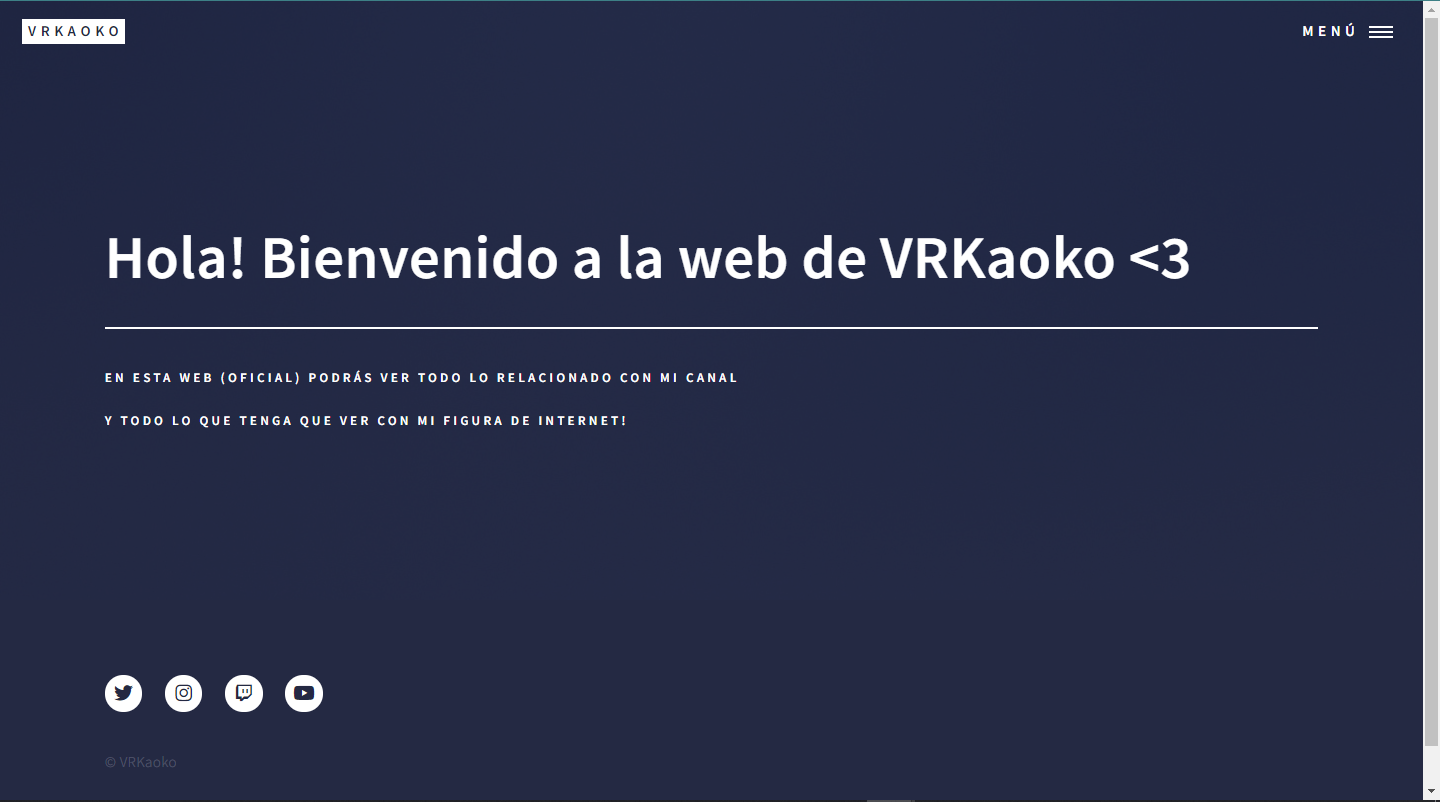 VRKAOKO
MENÚ
Hola! Bienvenido a la web de VRKaoko <3
EN ESTA WEB (OFICIAL) PODRÁS VER TODO LO RELACIONADO CON MI CANAL
Y TODO LO QUE TENGA QUE VER CON MI FIGURA DE INTERNET!
© VRKaoko